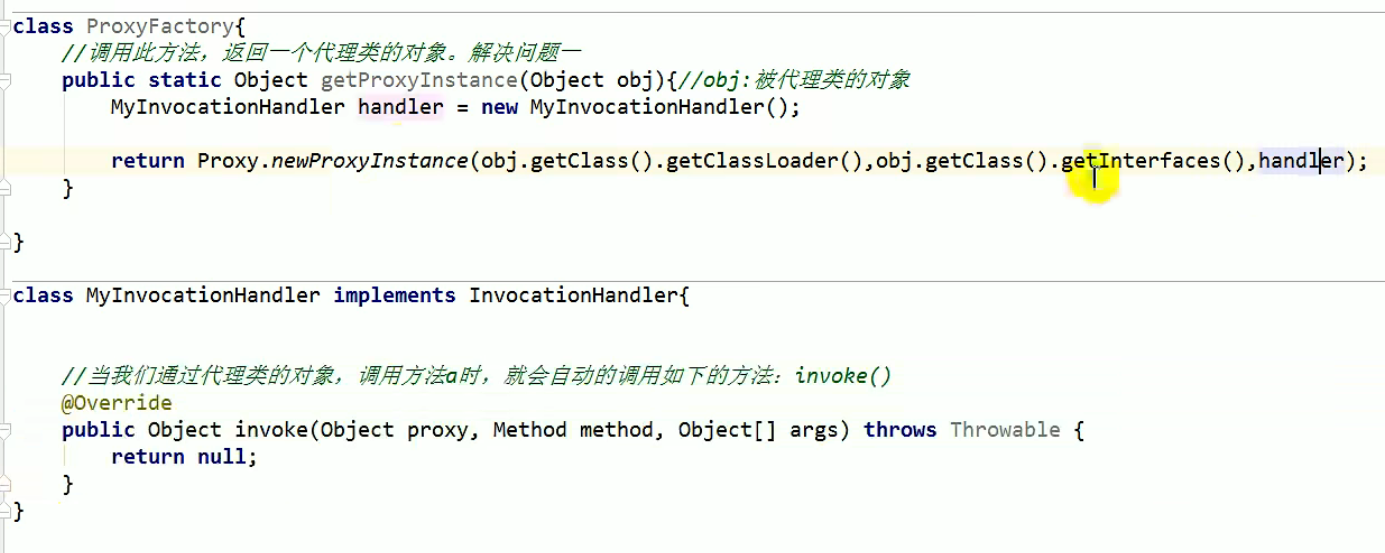 class ProxyFactory{
//调用此方法，返回一个代理类的对象。解决问题一
public static Object getProxyInstance(Object obj){//obj:被代理类的对象
MyInvocationHandler handler = new MyInvocationHandler();
return Proxy.newProxyInstance(obj.getClass().getClassLoader(),obj.getClass().getInterfaces(),handler);
}
}
class MyInvocationHandler implements InvocationHandler{
//当我们通过代理类的对象，调用方法a时，就会自动的调用如下的方法：invoke()
@Override
public Object invoke(Object proxy, Method method, Object[] args) throws Throwable {
return null;
}
}